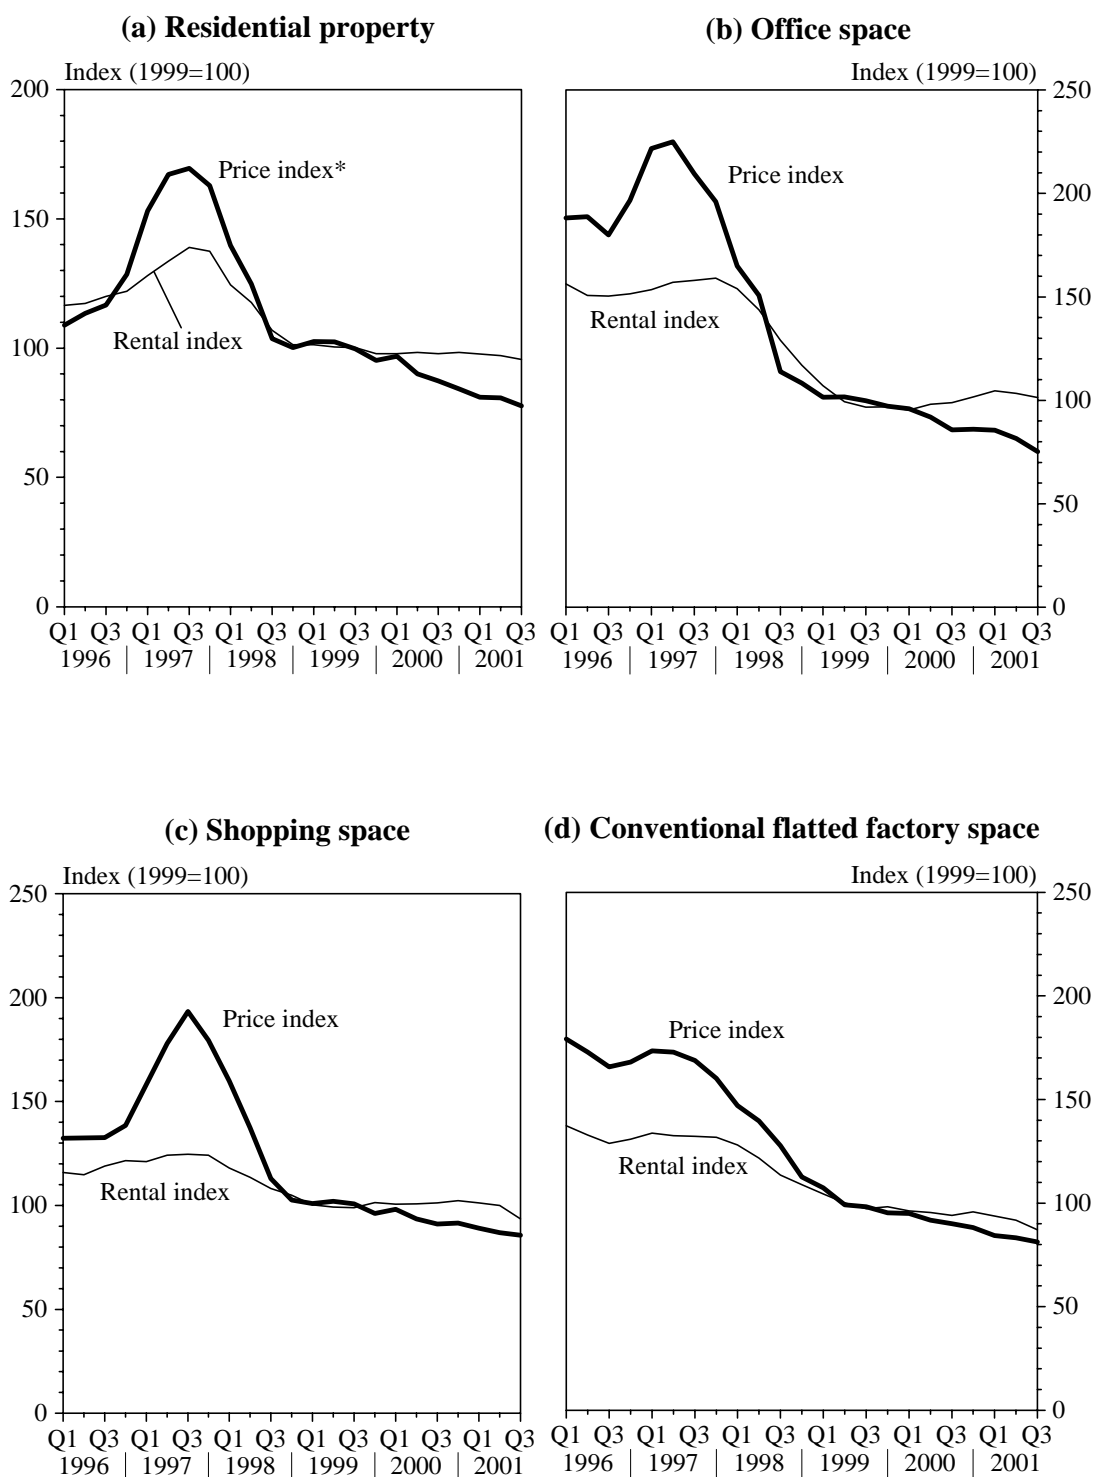 (a) Residential property
Index (1999=100)
200
150
100
50
0
Price index*
Rental index
Q1 Q3 Q1 Q3 Q1 Q3 Q1 Q3 Q1 Q3
1996 | 1997 | 1998 | 1999 | 2000 | 2001
(b) Office space
Index (1999=100)
250
200
150
100
50
0
Price index
Rental index
Q1 Q3 Q1 Q3 Q1 Q3 Q1 Q3 Q1 Q3 Q1 Q3
1996 | 1997 | 1998 | 1999 | 2000 | 2001
(c) Shopping space
Index (1999=100)
250
200
150
100
50
0
Price index
Rental index
Q1 Q3 Q1 Q3 Q1 Q3 Q1 Q3 Q1 Q3 Q1 Q3
1996 | 1997 | 1998 | 1999 | 2000 | 2001
(d) Conventional flatted factory space
Index (1999=100)
250
200
150
100
50
0
Price index
Rental index
Q1 Q3 Q1 Q3 Q1 Q3 Q1 Q3 Q1 Q3 Q1 Q3
1996 | 1997 | 1998 | 1999 | 2000 | 2001